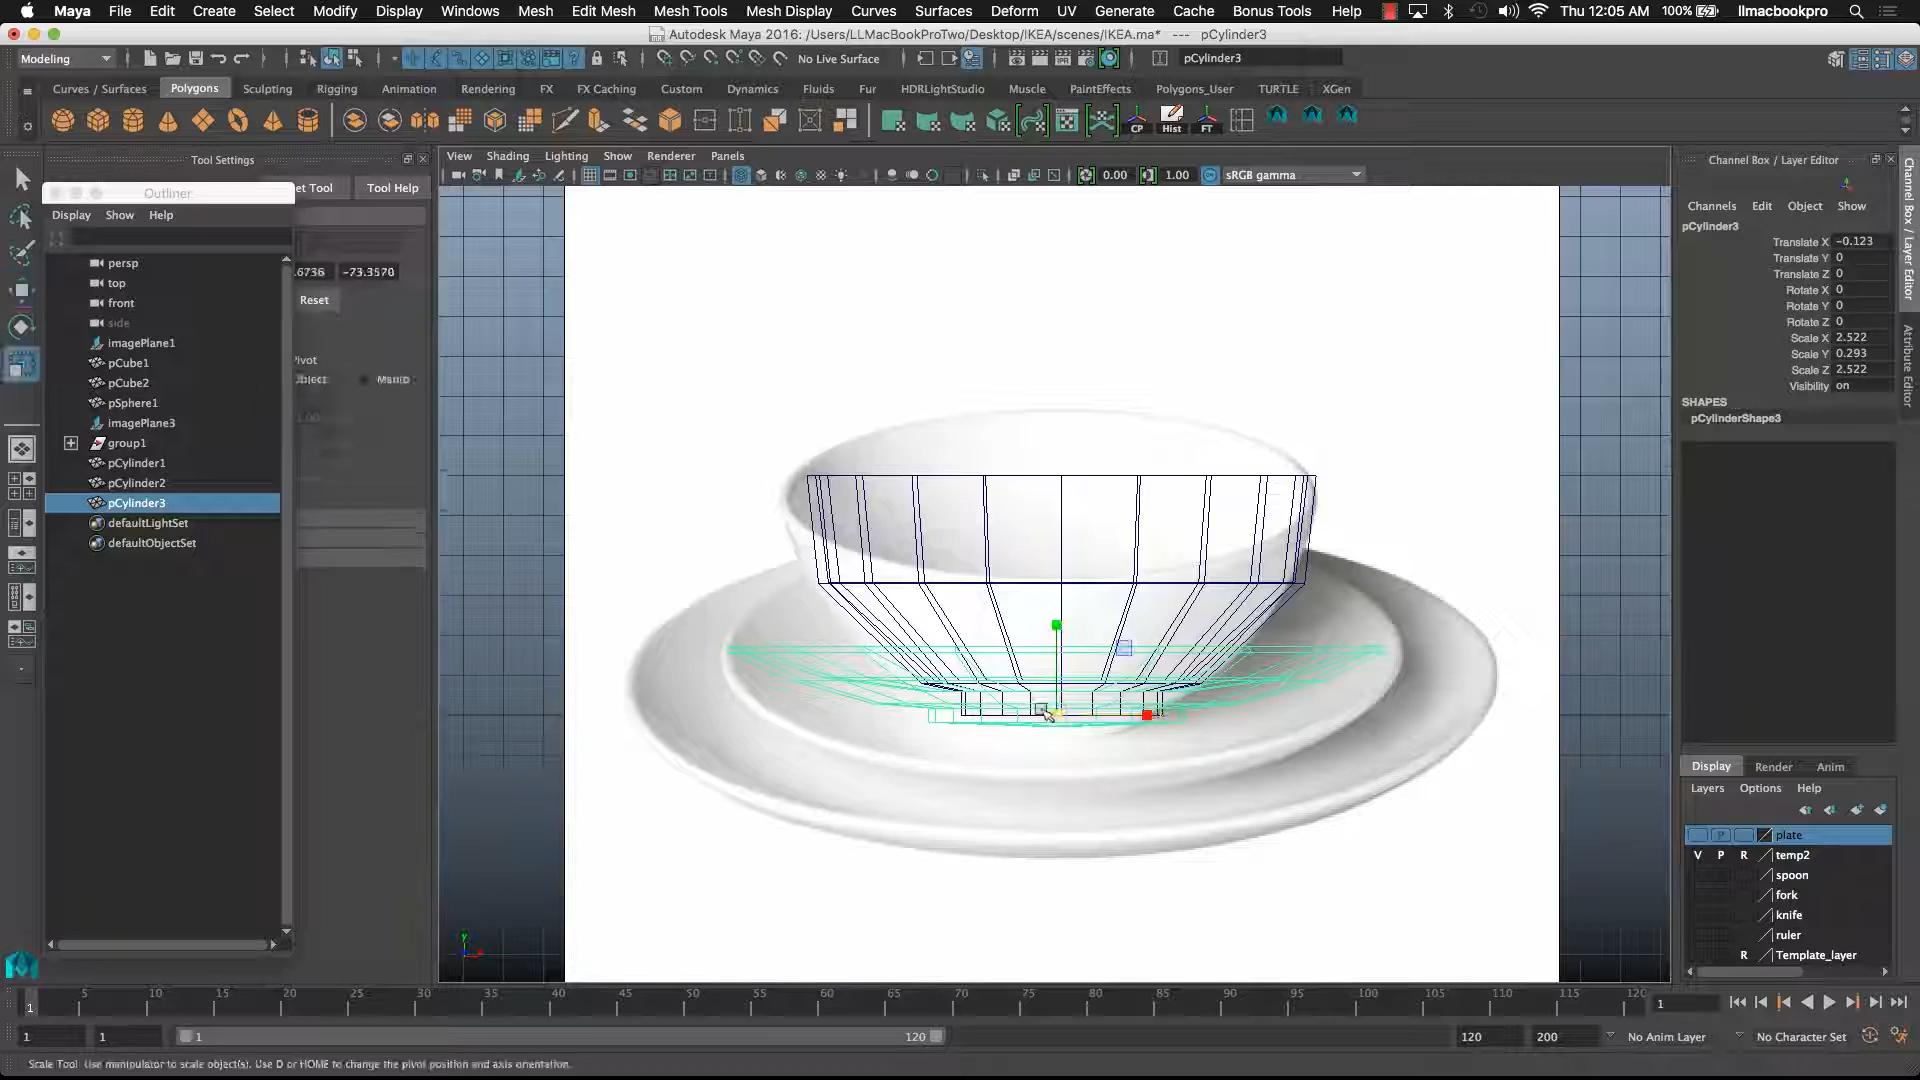 Maya File Edit Create Select Modify Display Windows Mesh Edit Mesh Mesh Tools Mesh Display Curves Surfaces Deform UV Generate Cache Bonus Tools Help Thu 12:05 AM 100% llmacbookpro
Autodesk Maya 2016: /Users/LLMacBookProTwo/Desktop/IKEA/scenes/IKEA.ma* --- pCylinder3
Modeling No Live Surface pCylinder3
Curves / Surfaces Polygons Sculpting Rigging Animation Rendering FX FX Caching Custom Dynamics Fluids Fur HDRLightStudio Muscle PaintEffects Polygons_User TURTLE XGen
CP Hist FT
Tool Settings
View Shading Lighting Show Renderer Panels
0.00 1.00 sRGB gamma
et Tool Tool Help
Outliner
Display Show Help
.6736 -73.3570
Reset
persp
top
front
side
imagePlane1
pCube1
pCube2
pSphere1
imagePlane3
group1
pCylinder1
pCylinder2
pCylinder3
defaultLightSet
defaultObjectSet
Channel Box / Layer Editor
Channels Edit Object Show
pCylinder3
Translate X -0.123
Translate Y 0
Translate Z 0
Rotate X 0
Rotate Y 0
Rotate Z 0
Scale X 2.522
Scale Y 0.293
Scale Z 2.522
Visibility on
SHAPES
pCylinderShape3
Channel Box / Layer Editor
Attribute Editor
Display Render Anim
Layers Options Help
P plate
V P R temp2
spoon
fork
knife
ruler
R Template_layer
1 5 10 15 20 25 30 35 40 45 50 55 60 65 70 75 80 85 90 95 100 105 110 115 120 1
1 1 1 120 120 200 No Anim Layer No Character Set
Scale Tool: Use manipulator to scale object(s). Use D or HOME to change the pivot position and axis orientation.